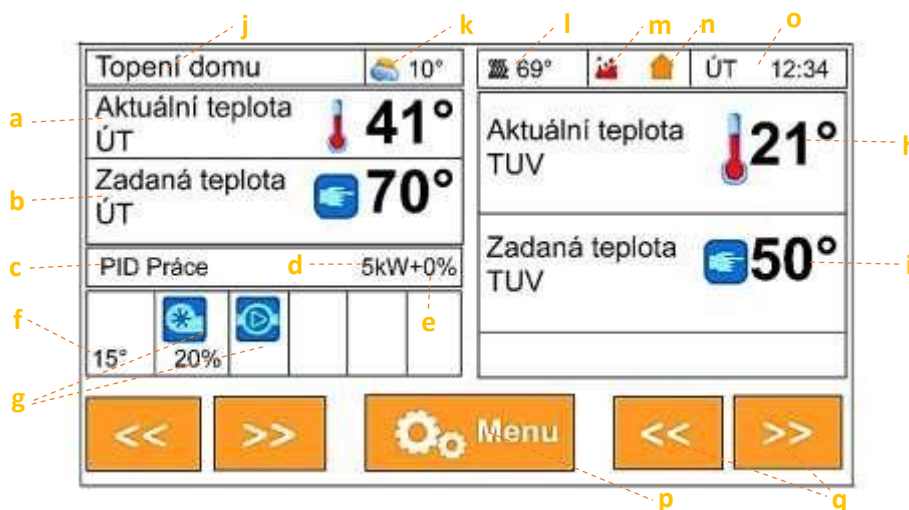 j
k
l
m
n
o
Topení domu
10°
69°
ÚT
12:34
a
Aktuální teplota
ÚT
41°
Aktuální teplota
TUV
21°
h
b
Zadaná teplota
ÚT
70°
c
PID Práce
d
5kW+0%
e
Zadaná teplota
TUV
50°
i
f
15°
20%
g
<<
>>
Menu
<<
>>
p
q